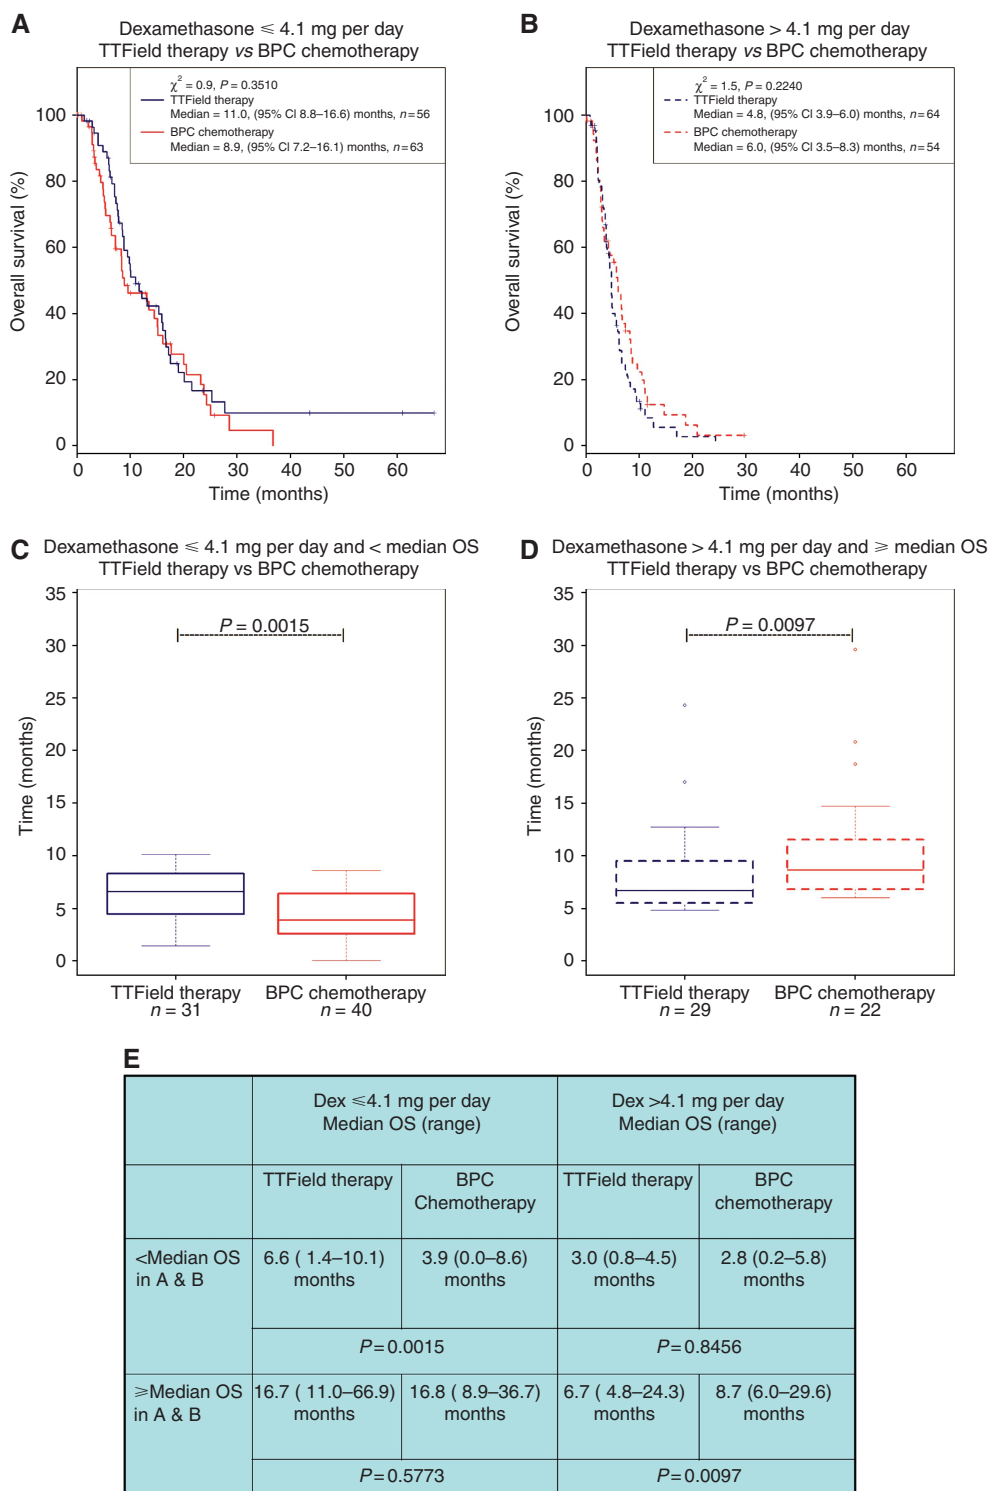 A
Dexamethasone ⩽ 4.1 mg per day
TTField therapy vs BPC chemotherapy
χ2 = 0.9, P = 0.3510
TTField therapy
Median = 11.0, (95% CI 8.8–16.6) months, n=56
BPC chemotherapy
Median = 8.9, (95% CI 7.2–16.1) months, n=63
100
80
60
40
20
0
Overall survival (%)
0 10 20 30 40 50 60
Time (months)
B
Dexamethasone > 4.1 mg per day
TTField therapy vs BPC chemotherapy
χ2 = 1.5, P = 0.2240
TTField therapy
Median = 4.8, (95% CI 3.9–6.0) months, n=64
BPC chemotherapy
Median = 6.0, (95% CI 3.5–8.3) months, n=54
100
80
60
40
20
0
Overall survival (%)
0 10 20 30 40 50 60
Time (months)
C
Dexamethasone ⩽ 4.1 mg per day and < median OS
TTField therapy vs BPC chemotherapy
35
30
25
20
15
10
5
0
Time (months)
P = 0.0015
TTField therapy BPC chemotherapy
n = 31 n = 40
D
Dexamethasone > 4.1 mg per day and ⩾ median OS
TTField therapy vs BPC chemotherapy
35
30
25
20
15
10
5
0
Time (months)
P = 0.0097
TTField therapy BPC chemotherapy
n = 29 n = 22
E
Dex ⩽4.1 mg per day Dex >4.1 mg per day
Median OS (range) Median OS (range)
TTField therapy BPC TTField therapy BPC
Chemotherapy chemotherapy
<Median OS 6.6 ( 1.4–10.1) 3.9 (0.0–8.6) 3.0 (0.8–4.5) 2.8 (0.2–5.8)
in A & B months months months months
P=0.0015 P=0.8456
⩾Median OS 16.7 ( 11.0–66.9) 16.8 ( 8.9–36.7) 6.7 ( 4.8–24.3) 8.7 (6.0–29.6)
in A & B months months months months
P=0.5773 P=0.0097